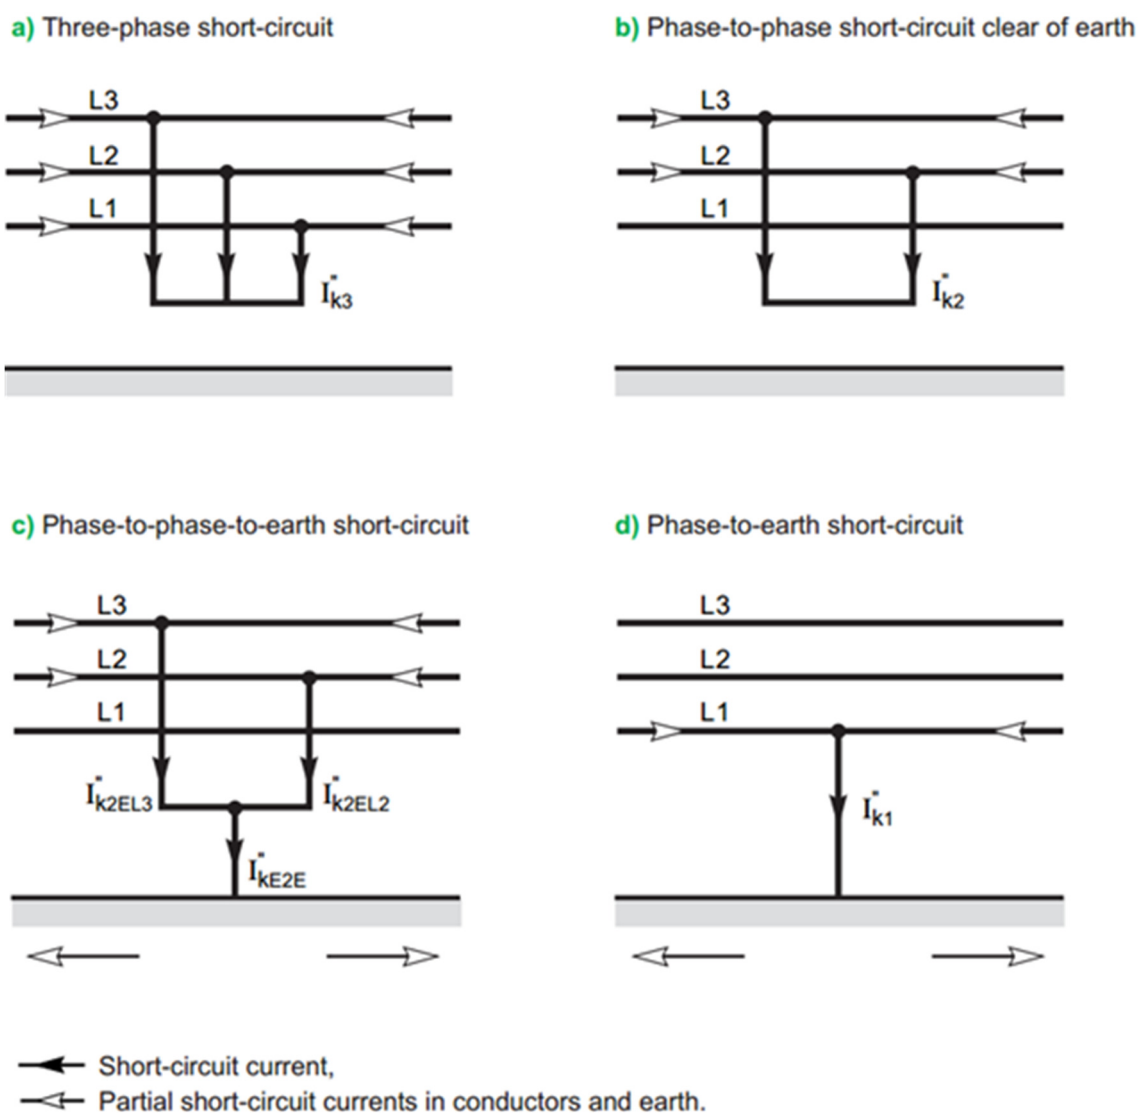 a) Three-phase short-circuit
b) Phase-to-phase short-circuit clear of earth
L3
L2
L1
I"k3
L3
L2
L1
I"k2
c) Phase-to-phase-to-earth short-circuit
d) Phase-to-earth short-circuit
L3
L2
L1
I"k2EL3
I"k2EL2
I"kE2E
L3
L2
L1
I"k1
Short-circuit current,
Partial short-circuit currents in conductors and earth.